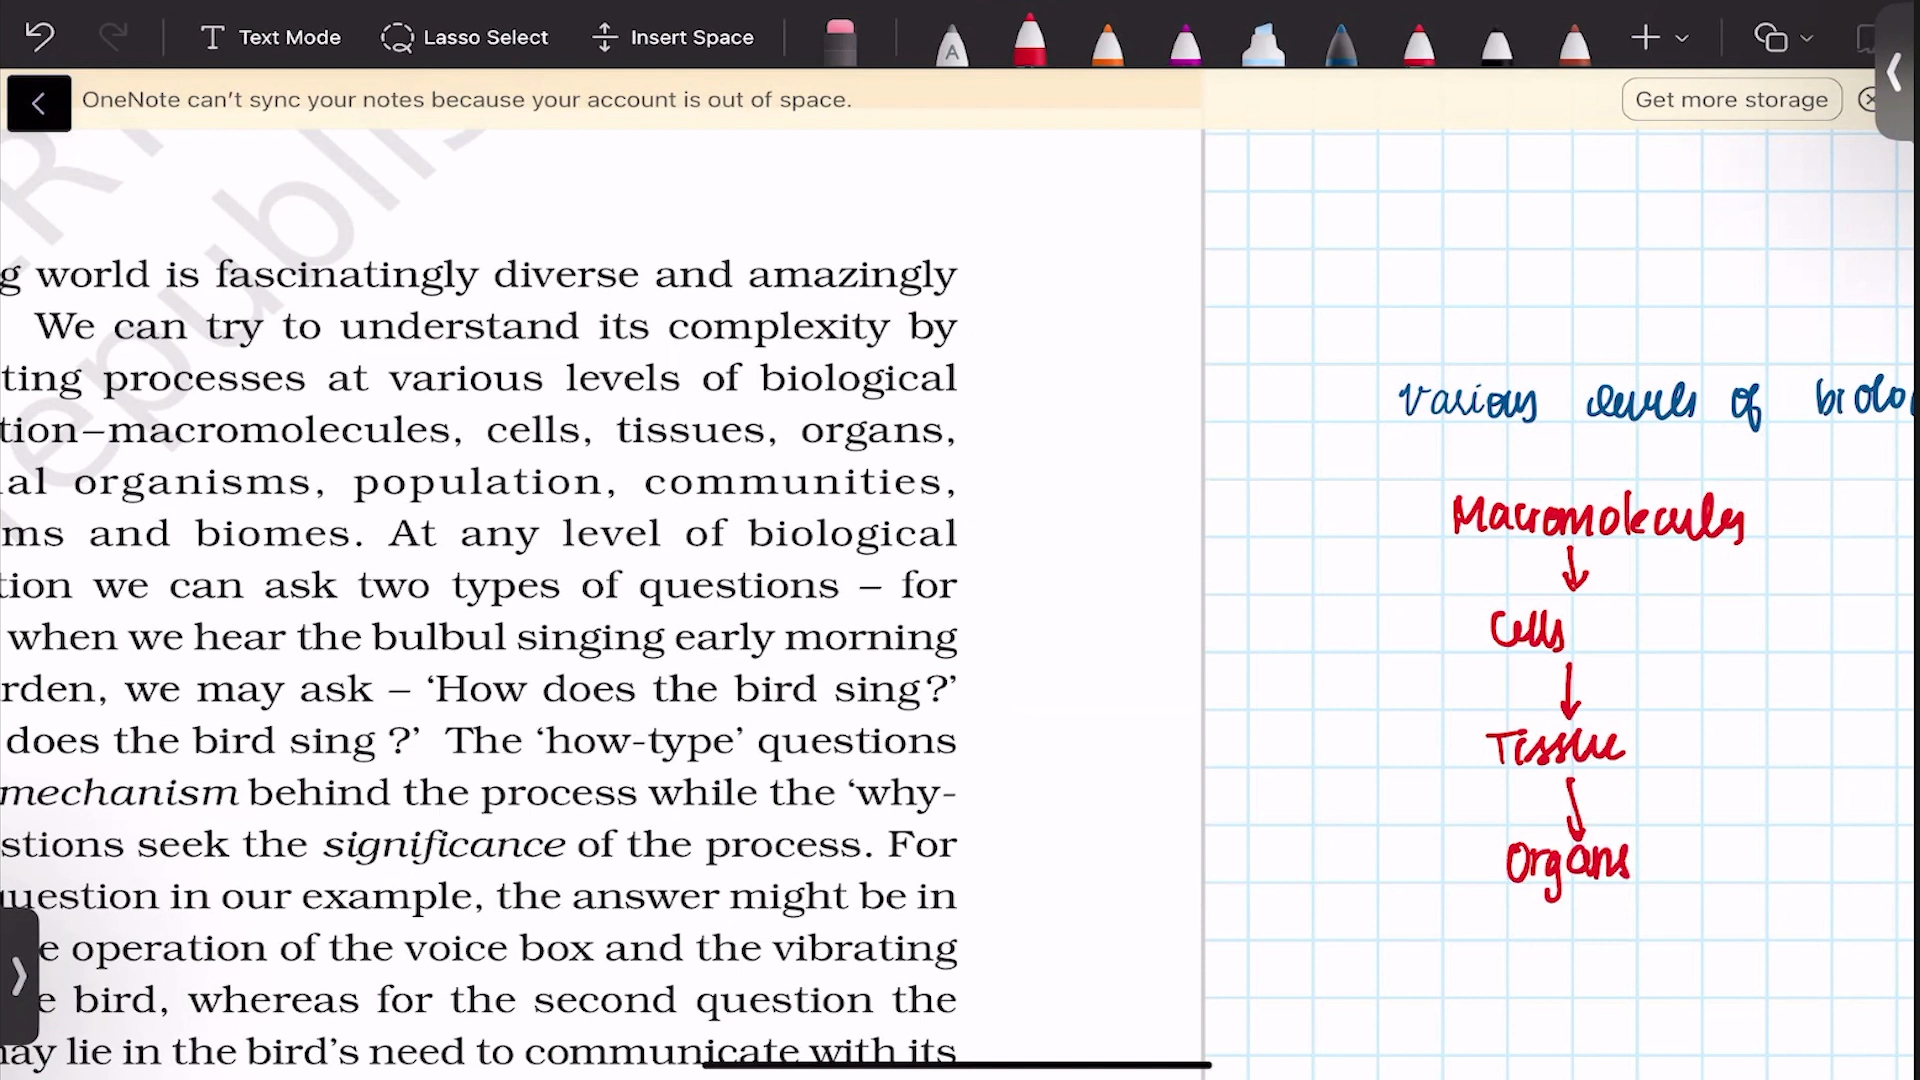 Text Mode Lasso Select Insert Space
OneNote can't sync your notes because your account is out of space. Get more storage
g world is fascinatingly diverse and amazingly
We can try to understand its complexity by
ting processes at various levels of biological
tion–macromolecules, cells, tissues, organs,
al organisms, population, communities,
ms and biomes. At any level of biological
tion we can ask two types of questions – for
when we hear the bulbul singing early morning
rden, we may ask – ‘How does the bird sing?’
does the bird sing ?’ The ‘how-type’ questions
mechanism behind the process while the ‘why-
stions seek the significance of the process. For
question in our example, the answer might be in
e operation of the voice box and the vibrating
e bird, whereas for the second question the
may lie in the bird’s need to communicate with its
Various levels of biolo
Macromolecules
Cells
Tissue
Organs